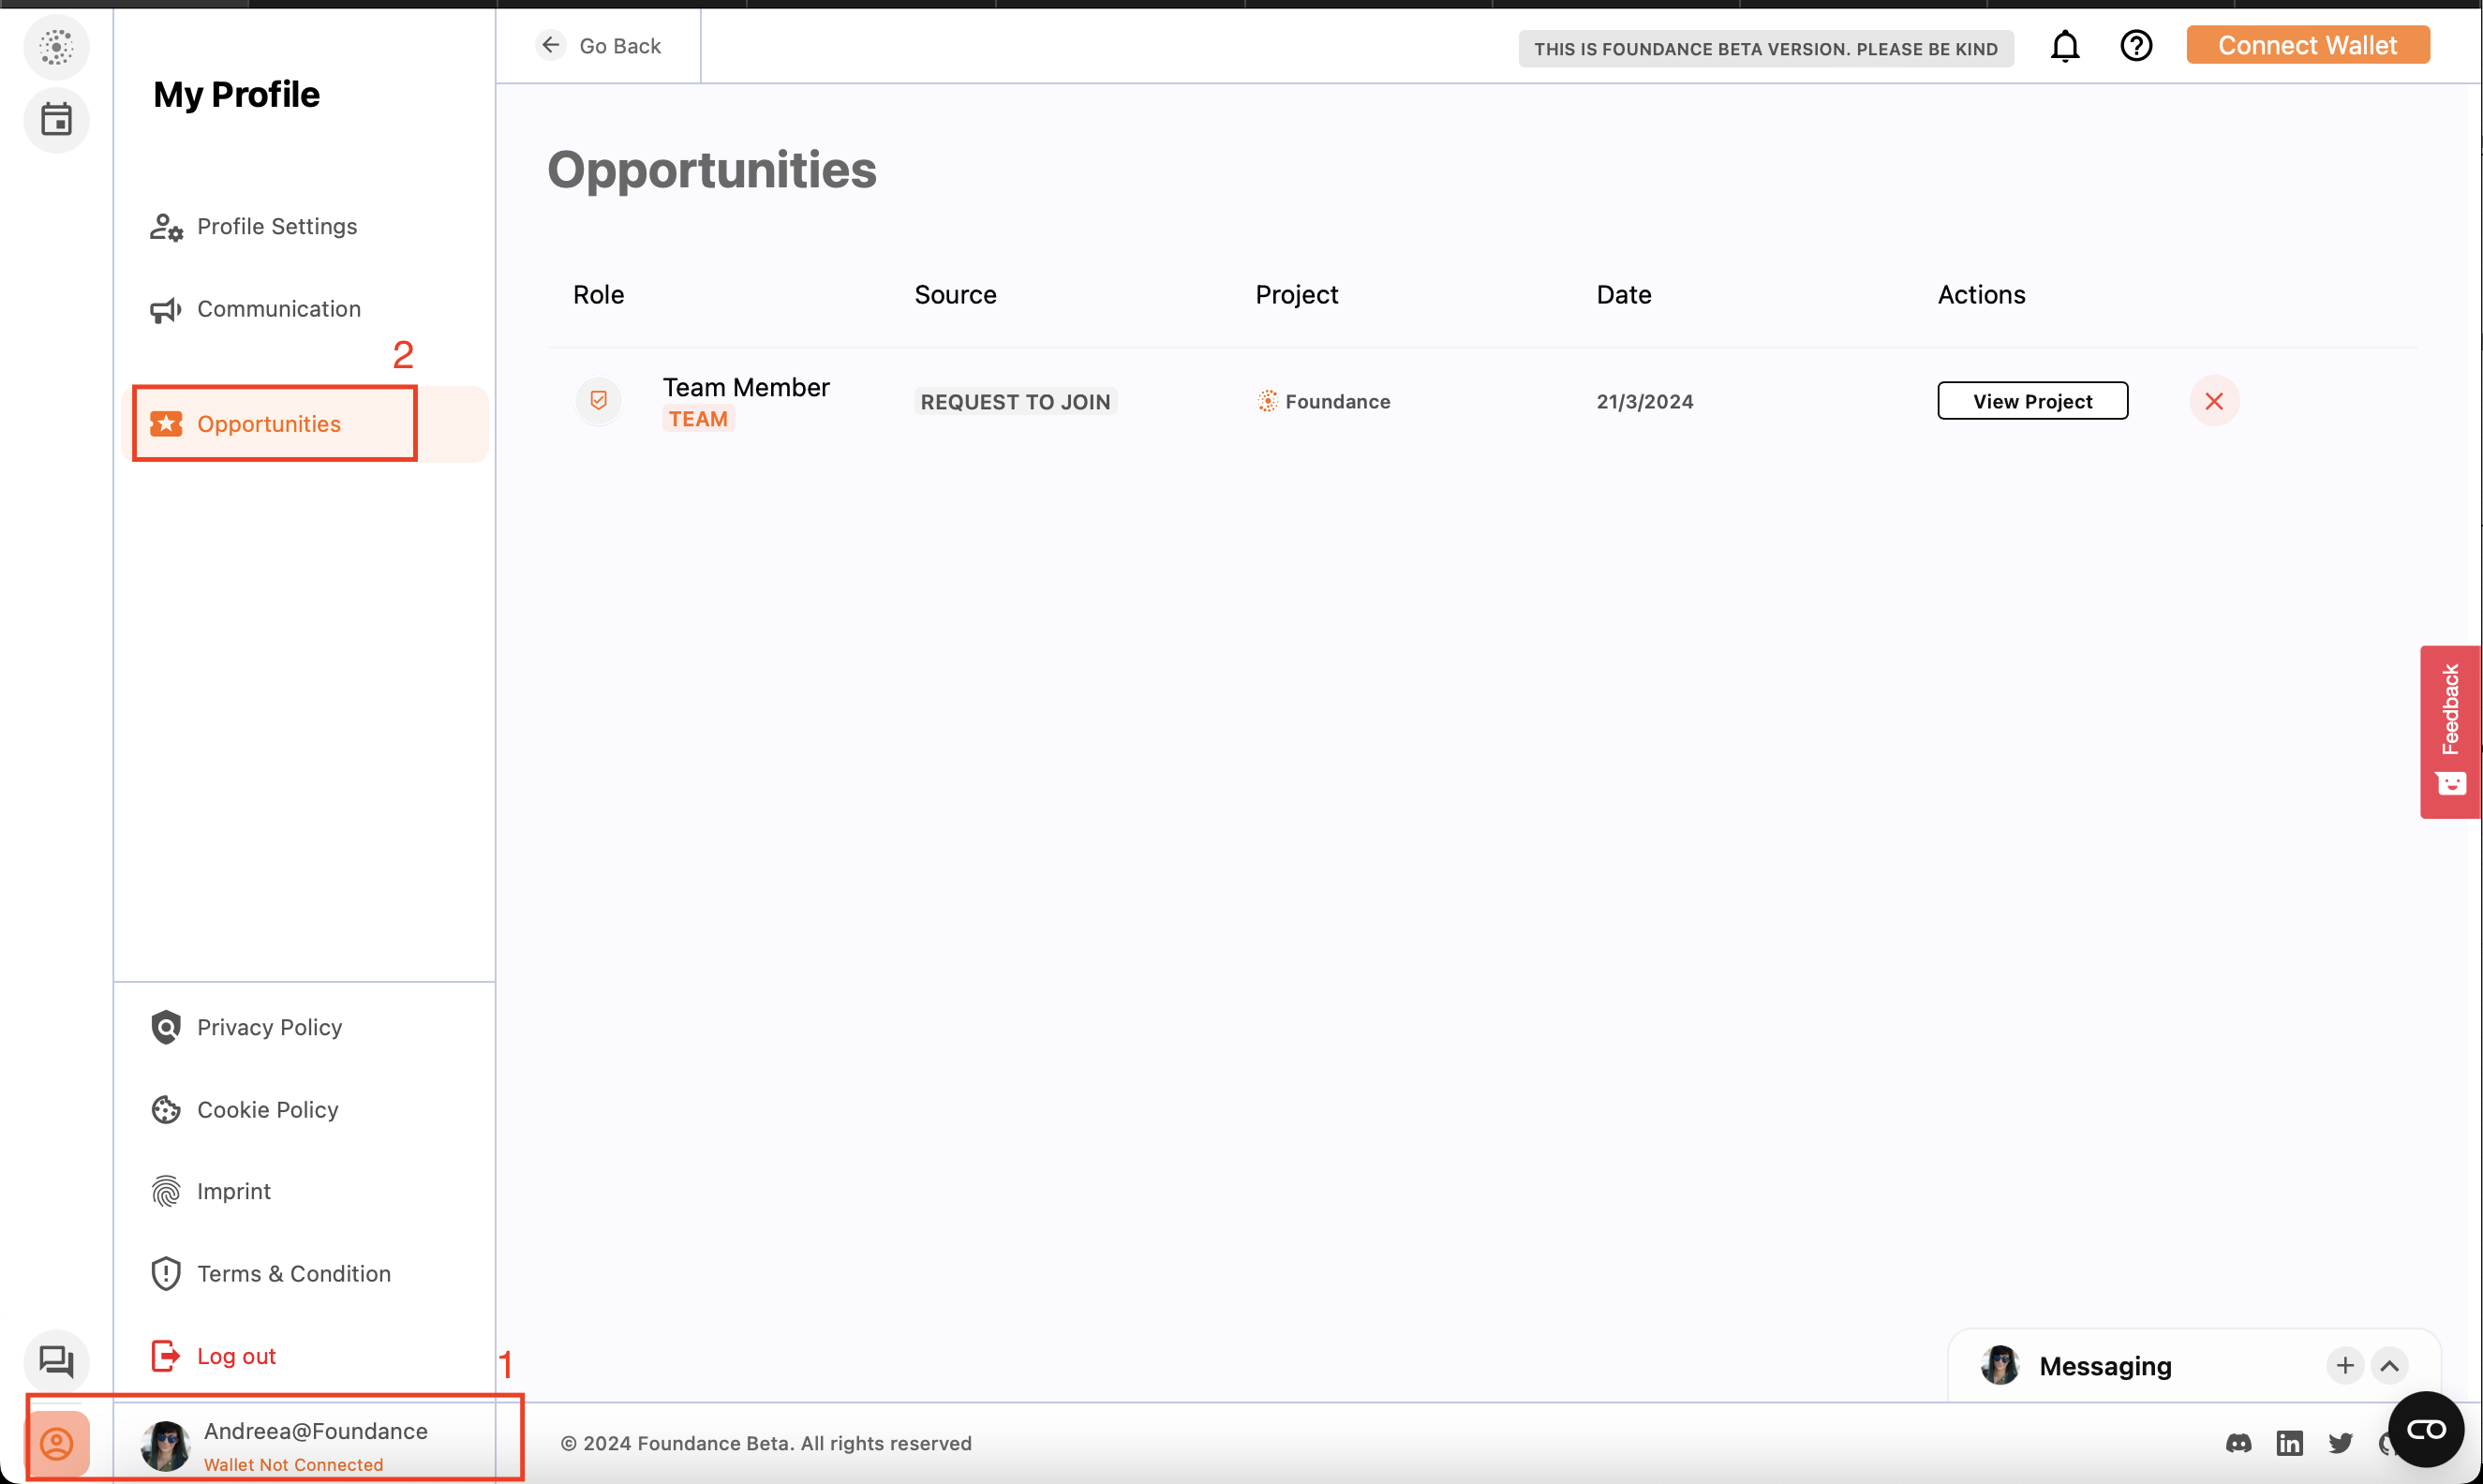 My Profile
Profile Settings
Communication
2
Opportunities
Privacy Policy
Cookie Policy
Imprint
Terms & Condition
Log out
1
Andreea@Foundance
Wallet Not Connected
Go Back
THIS IS FOUNDANCE BETA VERSION. PLEASE BE KIND
Connect Wallet
Opportunities
Role Source Project Date Actions
Team Member
TEAM
REQUEST TO JOIN
Foundance
21/3/2024
View Project
Feedback
Messaging
© 2024 Foundance Beta. All rights reserved